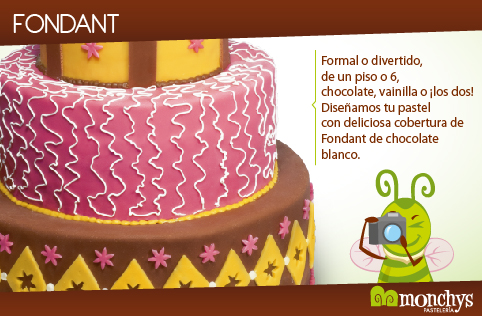 FONDANT
Formal o divertido,
de un piso o 6,
chocolate, vainilla o ¡los dos!
Diseñamos tu pastel
con deliciosa cobertura de
Fondant de chocolate
blanco.
monchys
PASTELERÍA